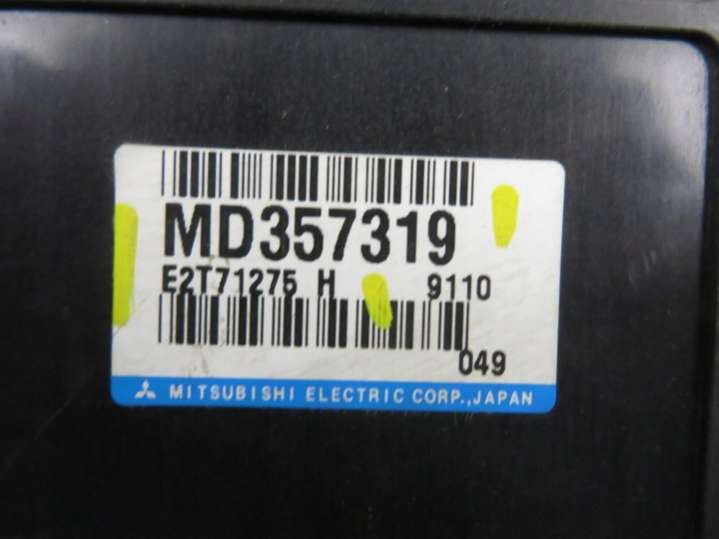 MD357319
E2T71275 H 9110
049
MITSUBISHI ELECTRIC CORP.,JAPAN